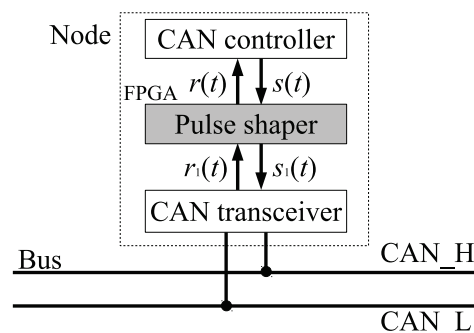 Node
CAN controller
r(t)
s(t)
FPGA
Pulse shaper
r₁(t)
s₁(t)
CAN transceiver
Bus
CAN_H
CAN_L